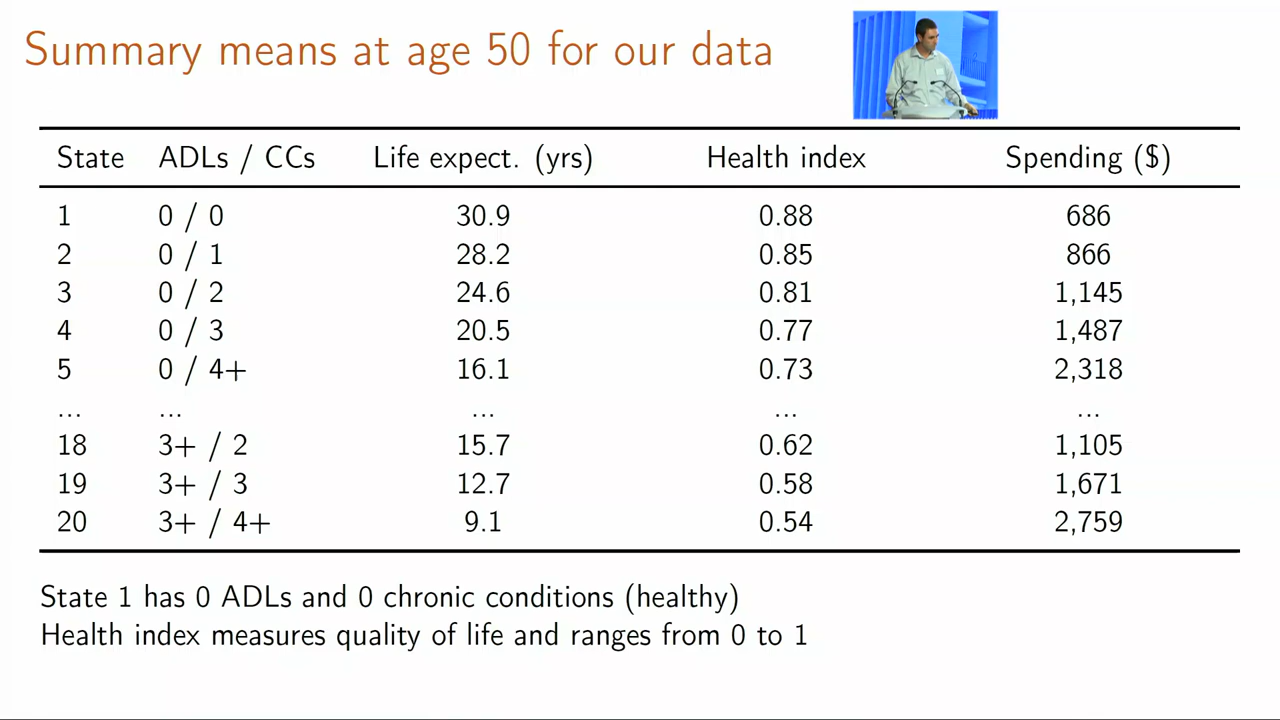 Summary means at age 50 for our data
State ADLs / CCs Life expect. (yrs) Health index Spending ($)
1 0 / 0 30.9 0.88 686
2 0 / 1 28.2 0.85 866
3 0 / 2 24.6 0.81 1,145
4 0 / 3 20.5 0.77 1,487
5 0 / 4+ 16.1 0.73 2,318
... ... ... ... ...
18 3+ / 2 15.7 0.62 1,105
19 3+ / 3 12.7 0.58 1,671
20 3+ / 4+ 9.1 0.54 2,759
State 1 has 0 ADLs and 0 chronic conditions (healthy)
Health index measures quality of life and ranges from 0 to 1